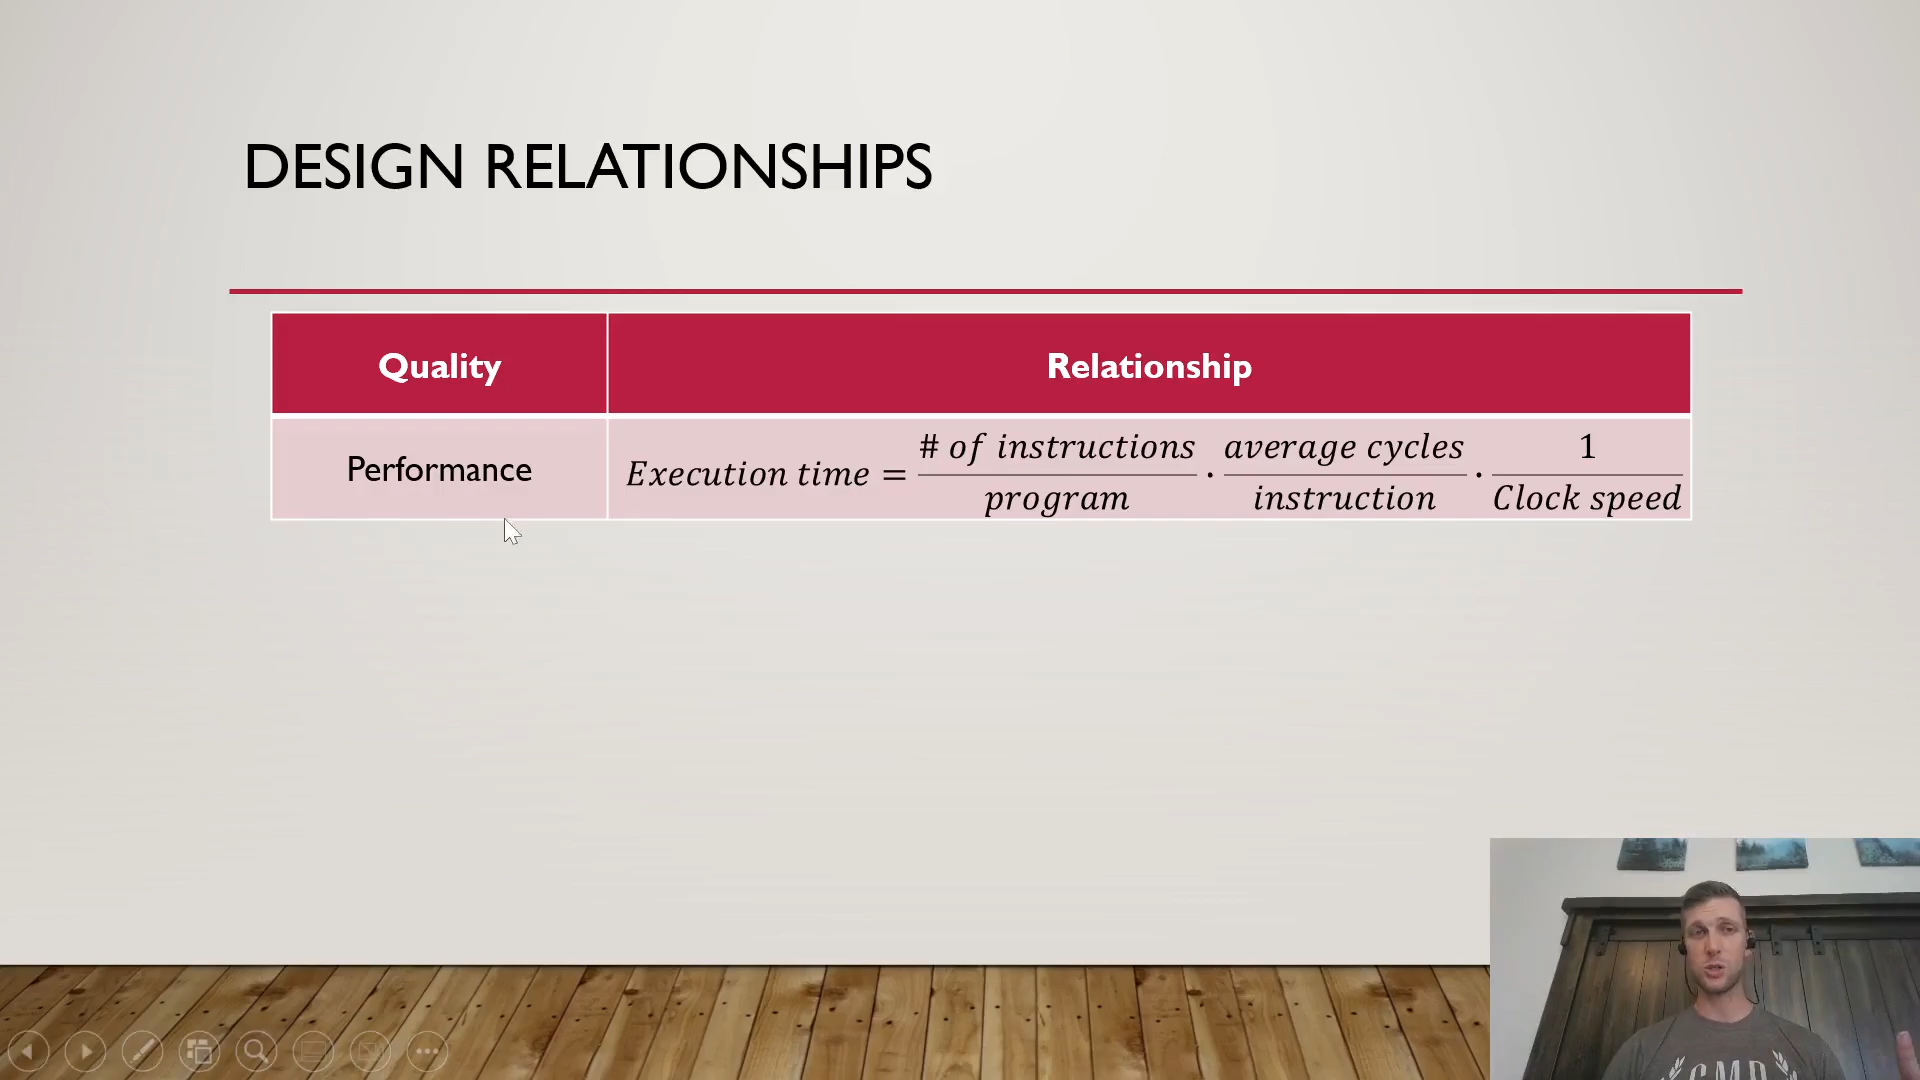 DESIGN RELATIONSHIPS
Quality
Relationship
Performance
Execution time = # of instructions / program · average cycles / instruction · 1 / Clock speed